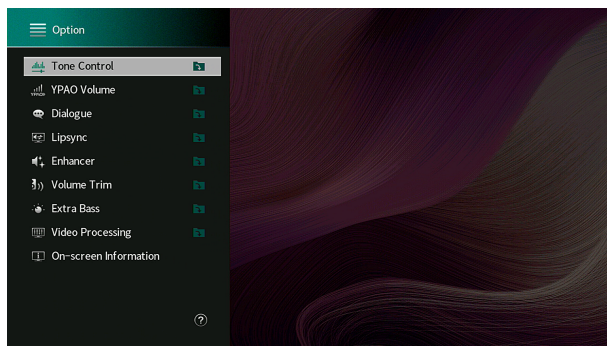 Option
Tone Control
YPAO Volume
Dialogue
Lipsync
Enhancer
Volume Trim
Extra Bass
Video Processing
On-screen Information
?